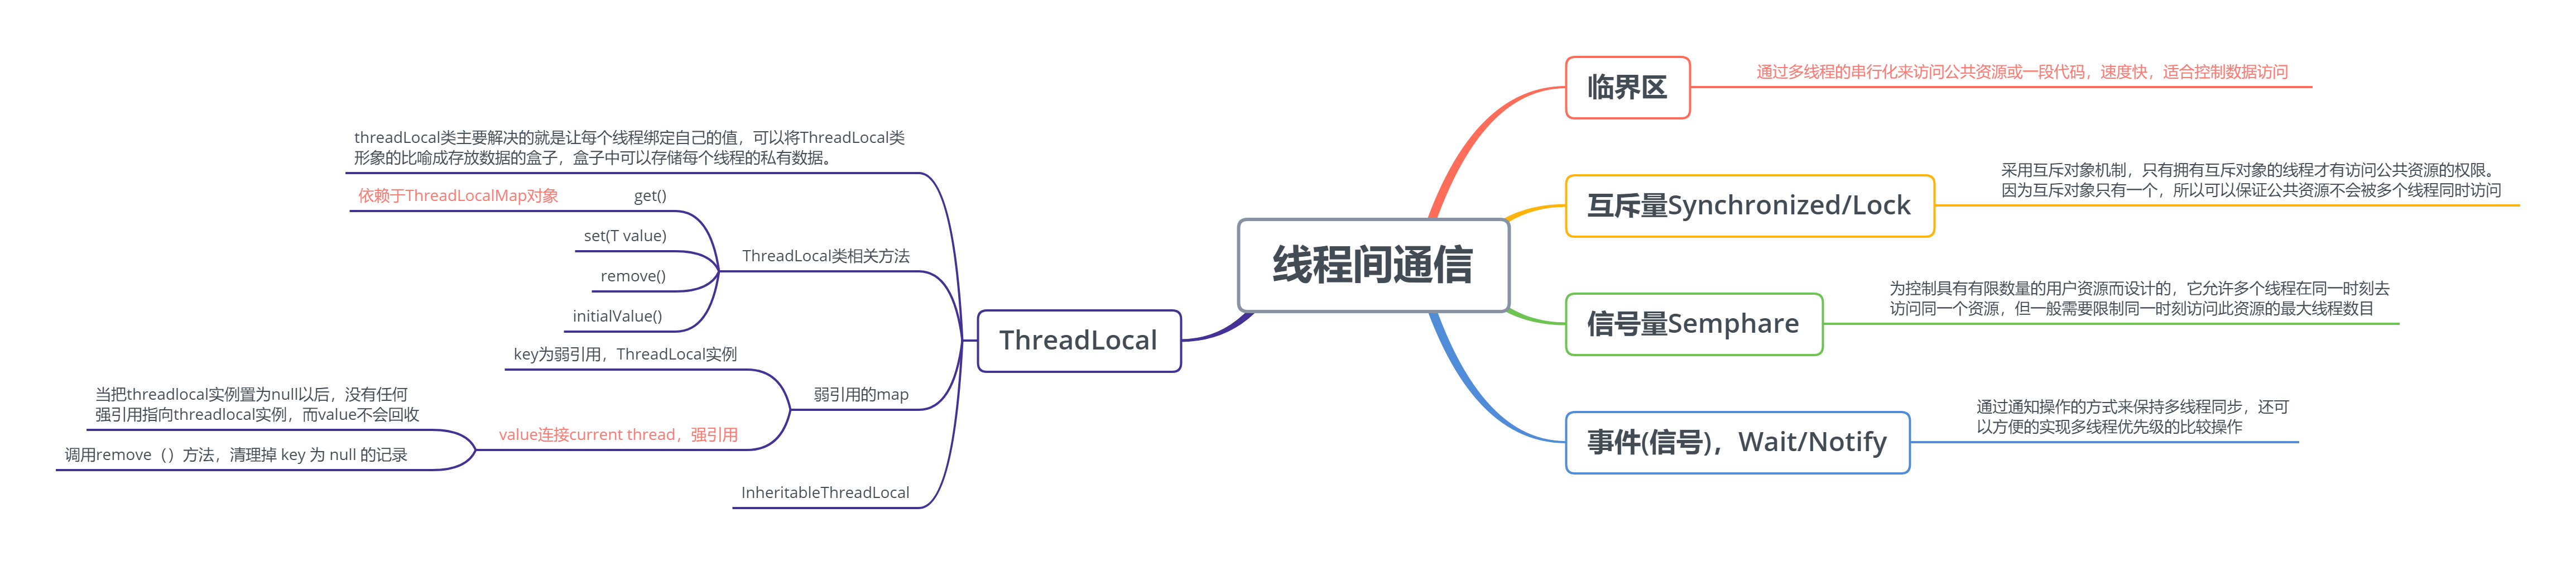 线程间通信
临界区
通过多线程的串行化来访问公共资源或一段代码，速度快，适合控制数据访问
互斥量Synchronized/Lock
采用互斥对象机制，只有拥有互斥对象的线程才有访问公共资源的权限。
因为互斥对象只有一个，所以可以保证公共资源不会被多个线程同时访问
信号量Semphare
为控制具有有限数量的用户资源而设计的，它允许多个线程在同一时刻去
访问同一个资源，但一般需要限制同一时刻访问此资源的最大线程数目
事件(信号)，Wait/Notify
通过通知操作的方式来保持多线程同步，还可
以方便的实现多线程优先级的比较操作
ThreadLocal
threadLocal类主要解决的就是让每个线程绑定自己的值，可以将ThreadLocal类
形象的比喻成存放数据的盒子，盒子中可以存储每个线程的私有数据。
ThreadLocal类相关方法
get()
依赖于ThreadLocalMap对象
set(T value)
remove()
initialValue()
弱引用的map
key为弱引用，ThreadLocal实例
value连接current thread，强引用
当把threadlocal实例置为null以后，没有任何
强引用指向threadlocal实例，而value不会回收
调用remove（）方法，清理掉 key 为 null 的记录
InheritableThreadLocal